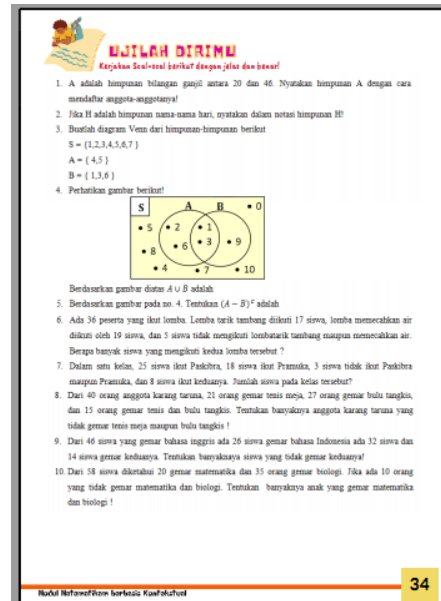 UJILAH DIRIMU
Kerjakan Soal-soal berikut dengan jelas dan benar!
1. A adalah himpunan bilangan ganjil antara 20 dan 46. Nyatakan himpunan A dengan cara
mendaftar anggota-anggotanya!
2. Jika H adalah himpunan nama-nama hari, nyatakan dalam notasi himpunan H!
3. Buatlah diagram Venn dari himpunan-himpunan berikut
S = {1,2,3,4,5,6,7 }
A = { 4,5 }
B = { 1,3,6 }
4. Perhatikan gambar berikut!
S A B • 0
• 5 • 2 • 1
• 6 • 3 • 9
• 8
• 4 • 7 • 10
Berdasarkan gambar diatas A ∪ B adalah
5. Berdasarkan gambar pada no. 4. Tentukan (A − B)ᶜ adalah
6. Ada 36 peserta yang ikut lomba. Lomba tarik tambang diikuti 17 siswa, lomba memecahkan air
diikuti oleh 19 siswa, dan 5 siswa tidak mengikuti lombatarik tambang maupun memecahkan air.
Berapa banyak siswa yang mengikuti kedua lomba tersebut ?
7. Dalam satu kelas, 25 siswa ikut Paskibra, 18 siswa ikut Pramuka, 3 siswa tidak ikut Paskibra
maupun Pramuka, dan 8 siswa ikut keduanya. Jumlah siswa pada kelas tersebut?
8. Dari 40 orang anggota karang taruna, 21 orang gemar tenis meja, 27 orang gemar bulu tangkis,
dan 15 orang gemar tenis dan bulu tangkis. Tentukan banyaknya anggota karang taruna yang
tidak gemar tenis meja maupun bulu tangkis !
9. Dari 46 siswa yang gemar bahasa inggris ada 26 siswa gemar bahasa Indonesia ada 32 siswa dan
14 siswa gemar keduanya. Tentukan banyaknaya siswa yang tidak gemar keduanya!
10. Dari 58 siswa diketahui 20 gemar matematika dan 35 orang gemar biologi. Jika ada 10 orang
yang tidak gemar matematika dan biologi. Tentukan banyaknya anak yang gemar matematika
dan biologi !
34
Modul Matematikam berbasis Kontekstual